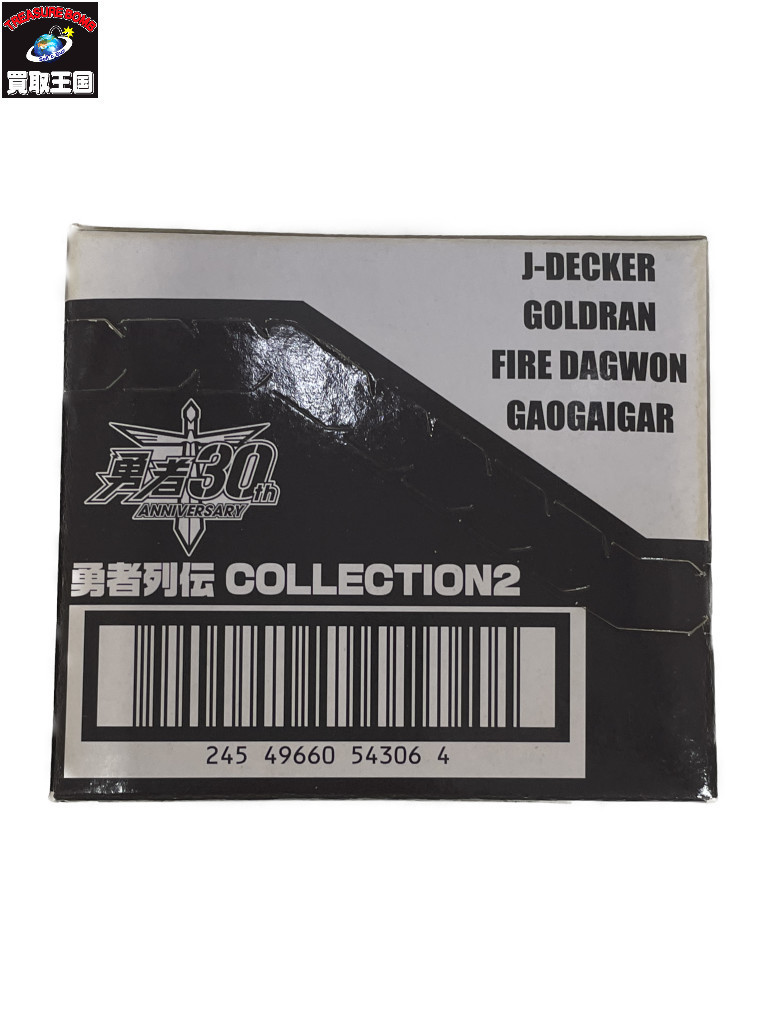 TREASURE BOMB
買取王国
J-DECKER
GOLDRAN
FIRE DAGWON
GAOGAIGAR
勇者30th
ANNIVERSARY
勇者列伝 COLLECTION2
245 49660 54306 4